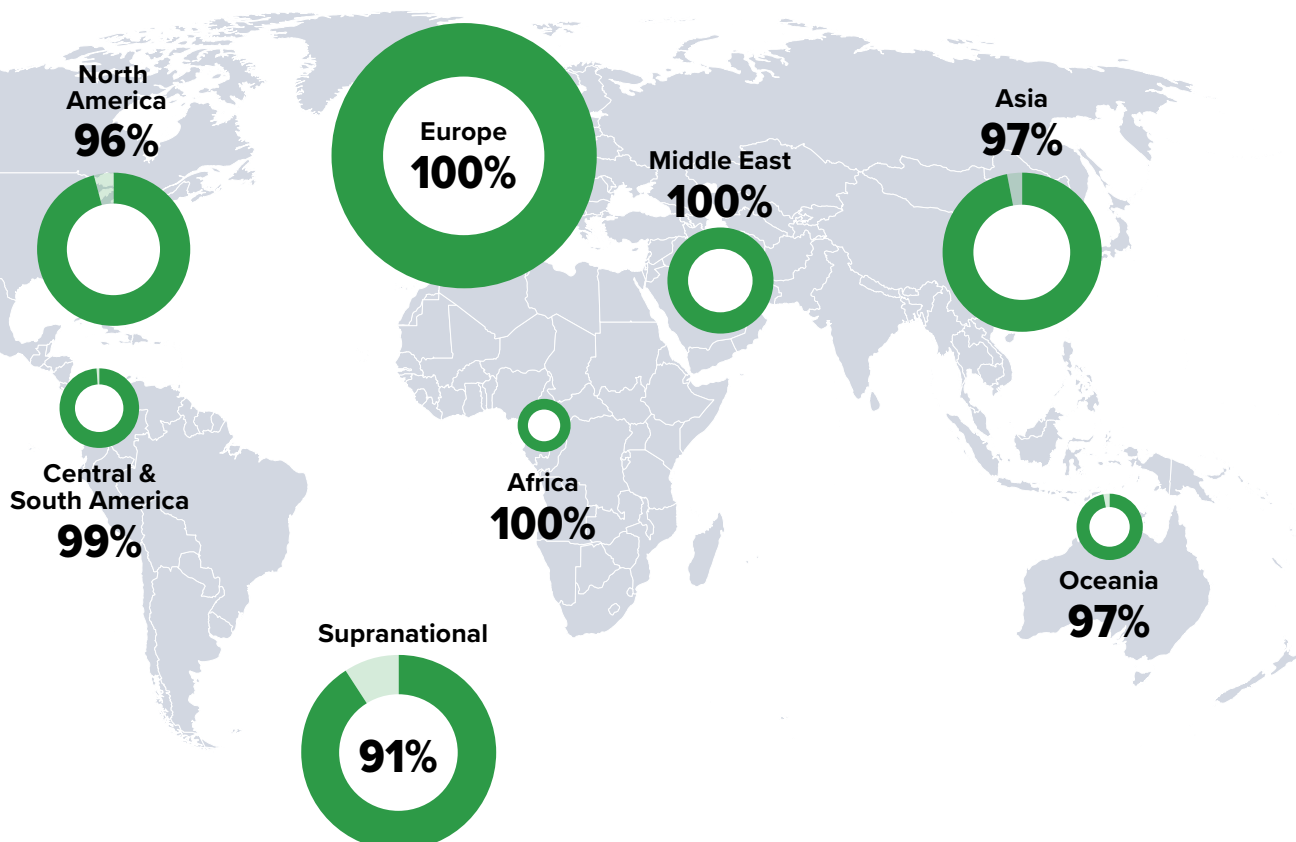 North
America
96%
Europe
100%
Middle East
100%
Asia
97%
Central &
South America
99%
Africa
100%
Oceania
97%
Supranational
91%